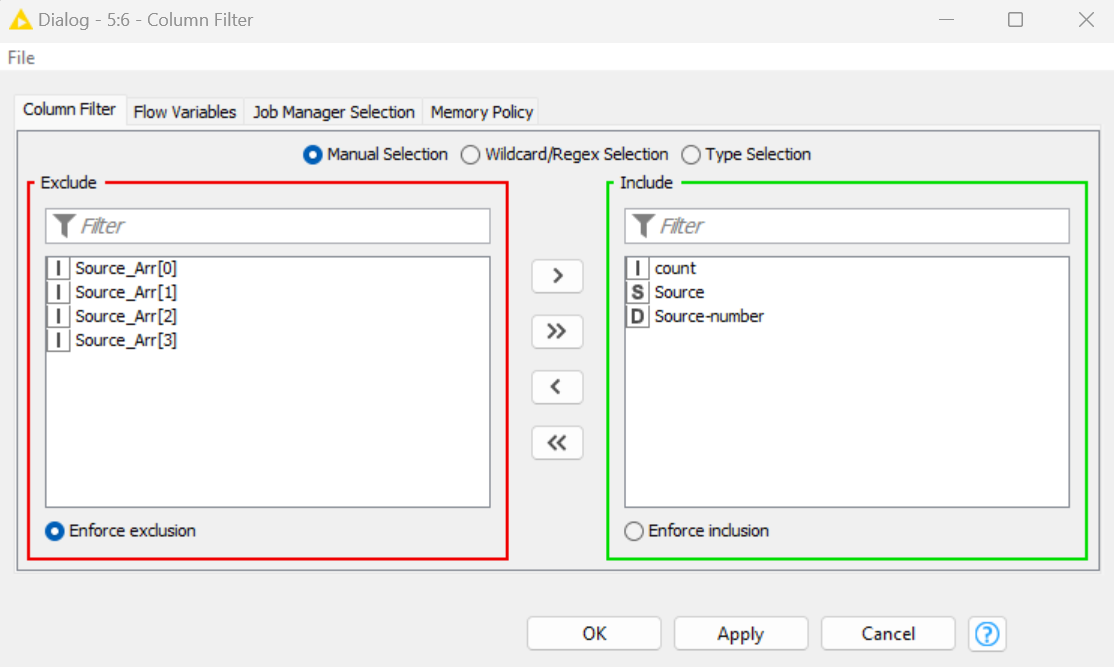 Dialog - 5:6 - Column Filter
File
Column Filter Flow Variables Job Manager Selection Memory Policy
Manual Selection Wildcard/Regex Selection Type Selection
Exclude
Filter
I Source_Arr[0]
I Source_Arr[1]
I Source_Arr[2]
I Source_Arr[3]
Enforce exclusion
>
>>
<
<<
Include
Filter
I count
S Source
D Source-number
Enforce inclusion
OK Apply Cancel ?